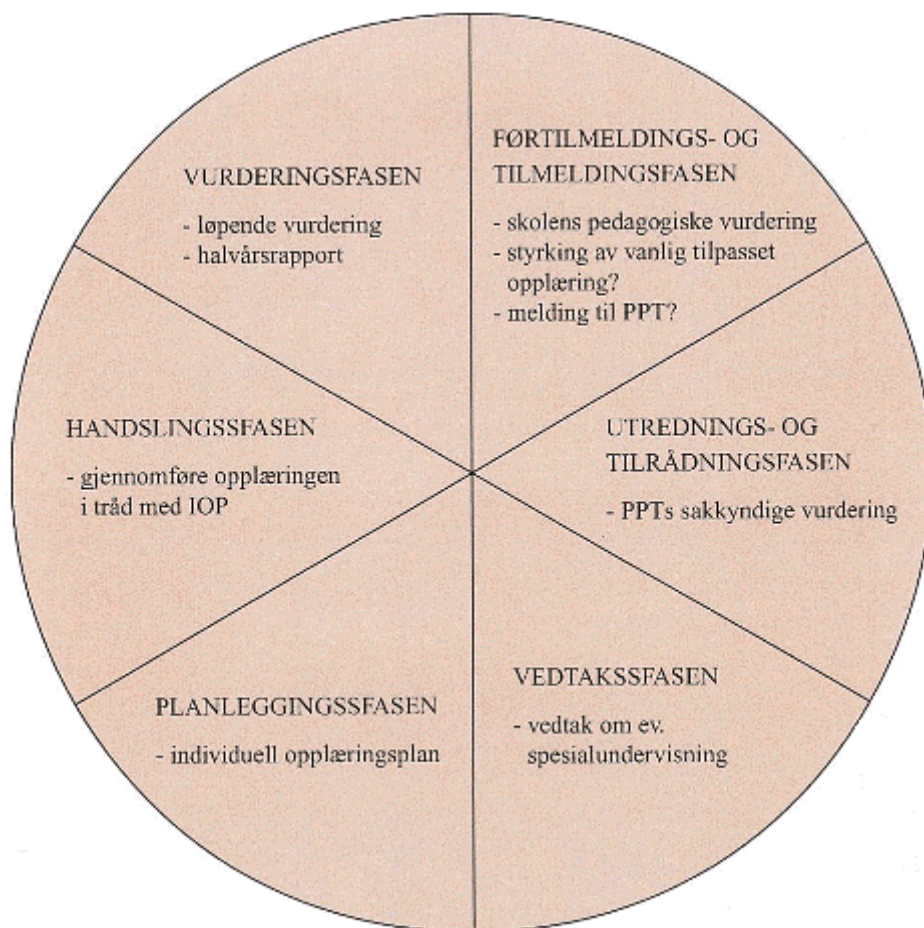 VURDERINGSFASEN
- løpende vurdering
- halvårsrapport
FØRTILMELDINGS- OG
TILMELDINGSFASEN
- skolens pedagogiske vurdering
- styrking av vanlig tilpasset
opplæring?
- melding til PPT?
HANDSLINGSSFASEN
- gjennomføre opplæringen
i tråd med IOP
UTREDNINGS- OG
TILRÅDNINGSFASEN
- PPTs sakkyndige vurdering
PLANLEGGINGSSFASEN
- individuell opplæringsplan
VEDTAKSSFASEN
- vedtak om ev.
spesialundervisning